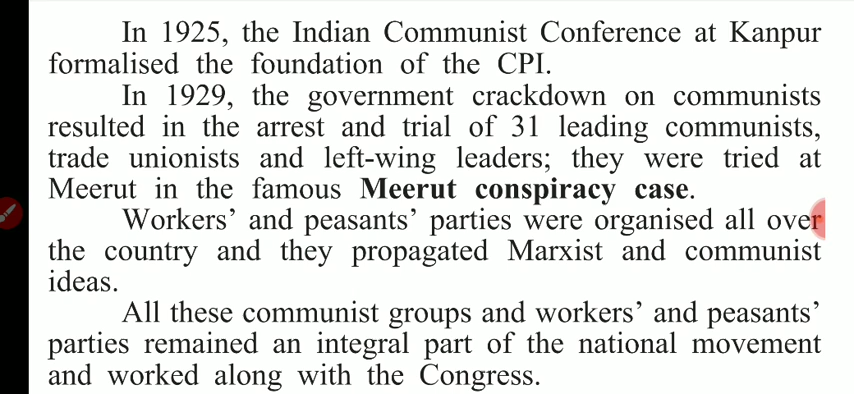 In 1925, the Indian Communist Conference at Kanpur
formalised the foundation of the CPI.
In 1929, the government crackdown on communists
resulted in the arrest and trial of 31 leading communists,
trade unionists and left-wing leaders; they were tried at
Meerut in the famous Meerut conspiracy case.
Workers’ and peasants’ parties were organised all over
the country and they propagated Marxist and communist
ideas.
All these communist groups and workers’ and peasants’
parties remained an integral part of the national movement
and worked along with the Congress.